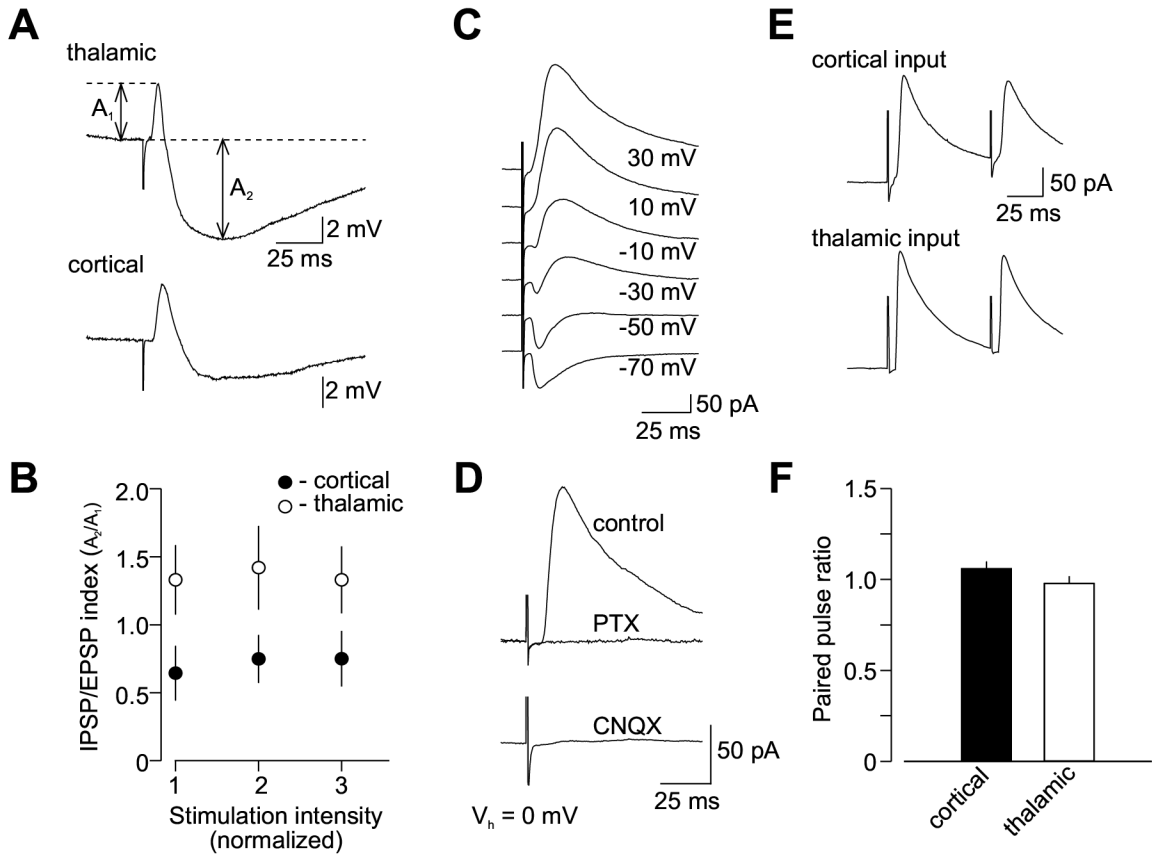 A
thalamic
A1
A2
2 mV
25 ms
cortical
2 mV
B
IPSP/EPSP index (A2/A1)
- cortical
- thalamic
2.0
1.5
1.0
0.5
0
1 2 3
Stimulation intensity
(normalized)
C
30 mV
10 mV
-10 mV
-30 mV
-50 mV
-70 mV
50 pA
25 ms
D
control
PTX
CNQX
50 pA
25 ms
Vh = 0 mV
E
cortical input
50 pA
25 ms
thalamic input
F
Paired pulse ratio
1.5
1.0
0.5
0
cortical
thalamic